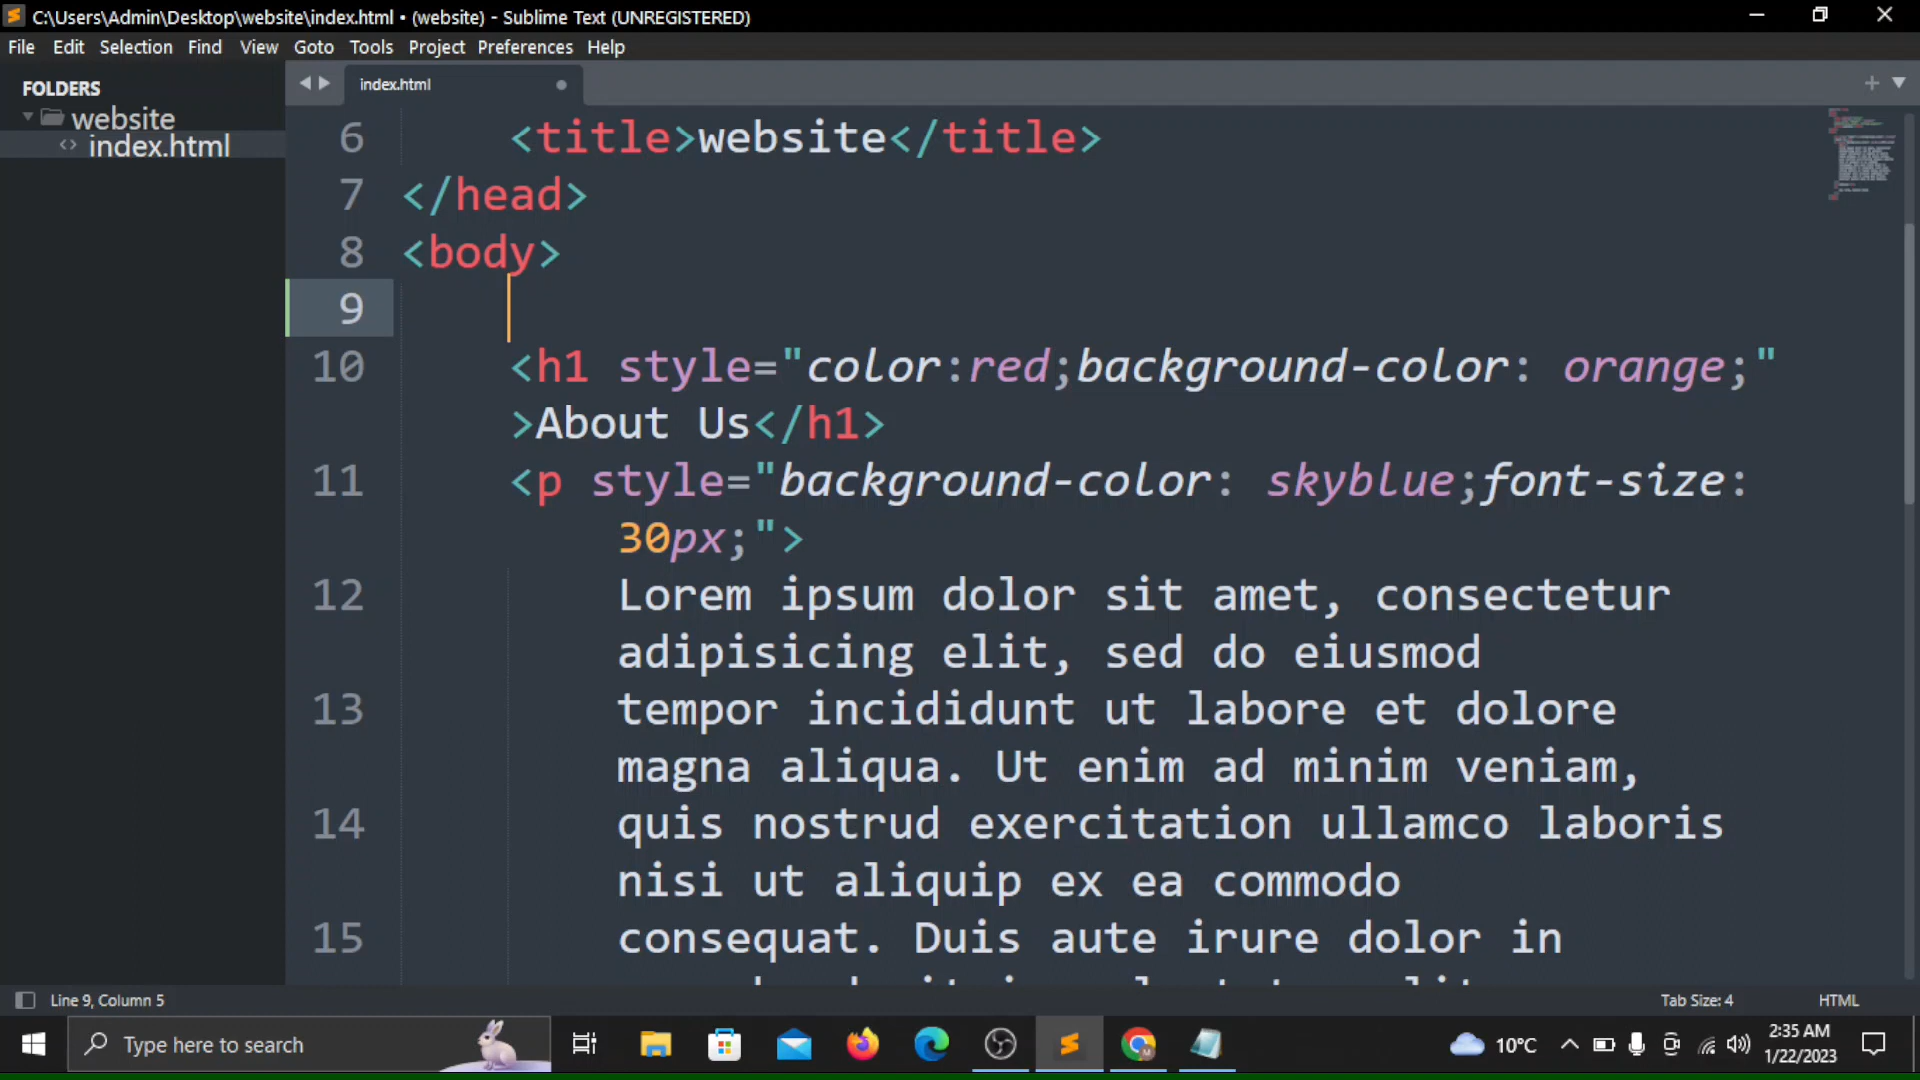 C:\Users\Admin\Desktop\website\index.html • (website) - Sublime Text (UNREGISTERED)
File Edit Selection Find View Goto Tools Project Preferences Help
FOLDERS
website
index.html
index.html
6 <title>website</title>
7 </head>
8 <body>
9
10 <h1 style="color:red;background-color: orange;"
>About Us</h1>
11 <p style="background-color: skyblue;font-size:
30px;">
12 Lorem ipsum dolor sit amet, consectetur
adipisicing elit, sed do eiusmod
13 tempor incididunt ut labore et dolore
magna aliqua. Ut enim ad minim veniam,
14 quis nostrud exercitation ullamco laboris
nisi ut aliquip ex ea commodo
15 consequat. Duis aute irure dolor in
Line 9, Column 5
Tab Size: 4
HTML
Type here to search
10°C
2:35 AM
1/22/2023